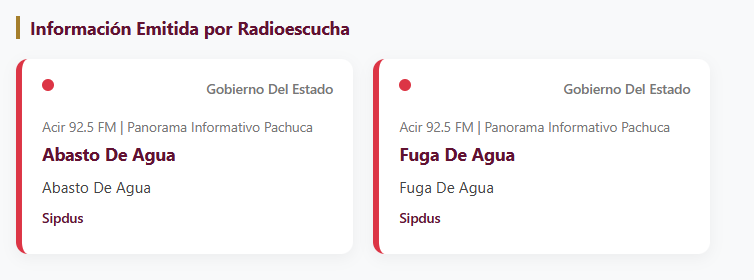 Información Emitida por Radioescucha
Gobierno Del Estado
Acir 92.5 FM | Panorama Informativo Pachuca
Abasto De Agua
Abasto De Agua
Sipdus
Gobierno Del Estado
Acir 92.5 FM | Panorama Informativo Pachuca
Fuga De Agua
Fuga De Agua
Sipdus